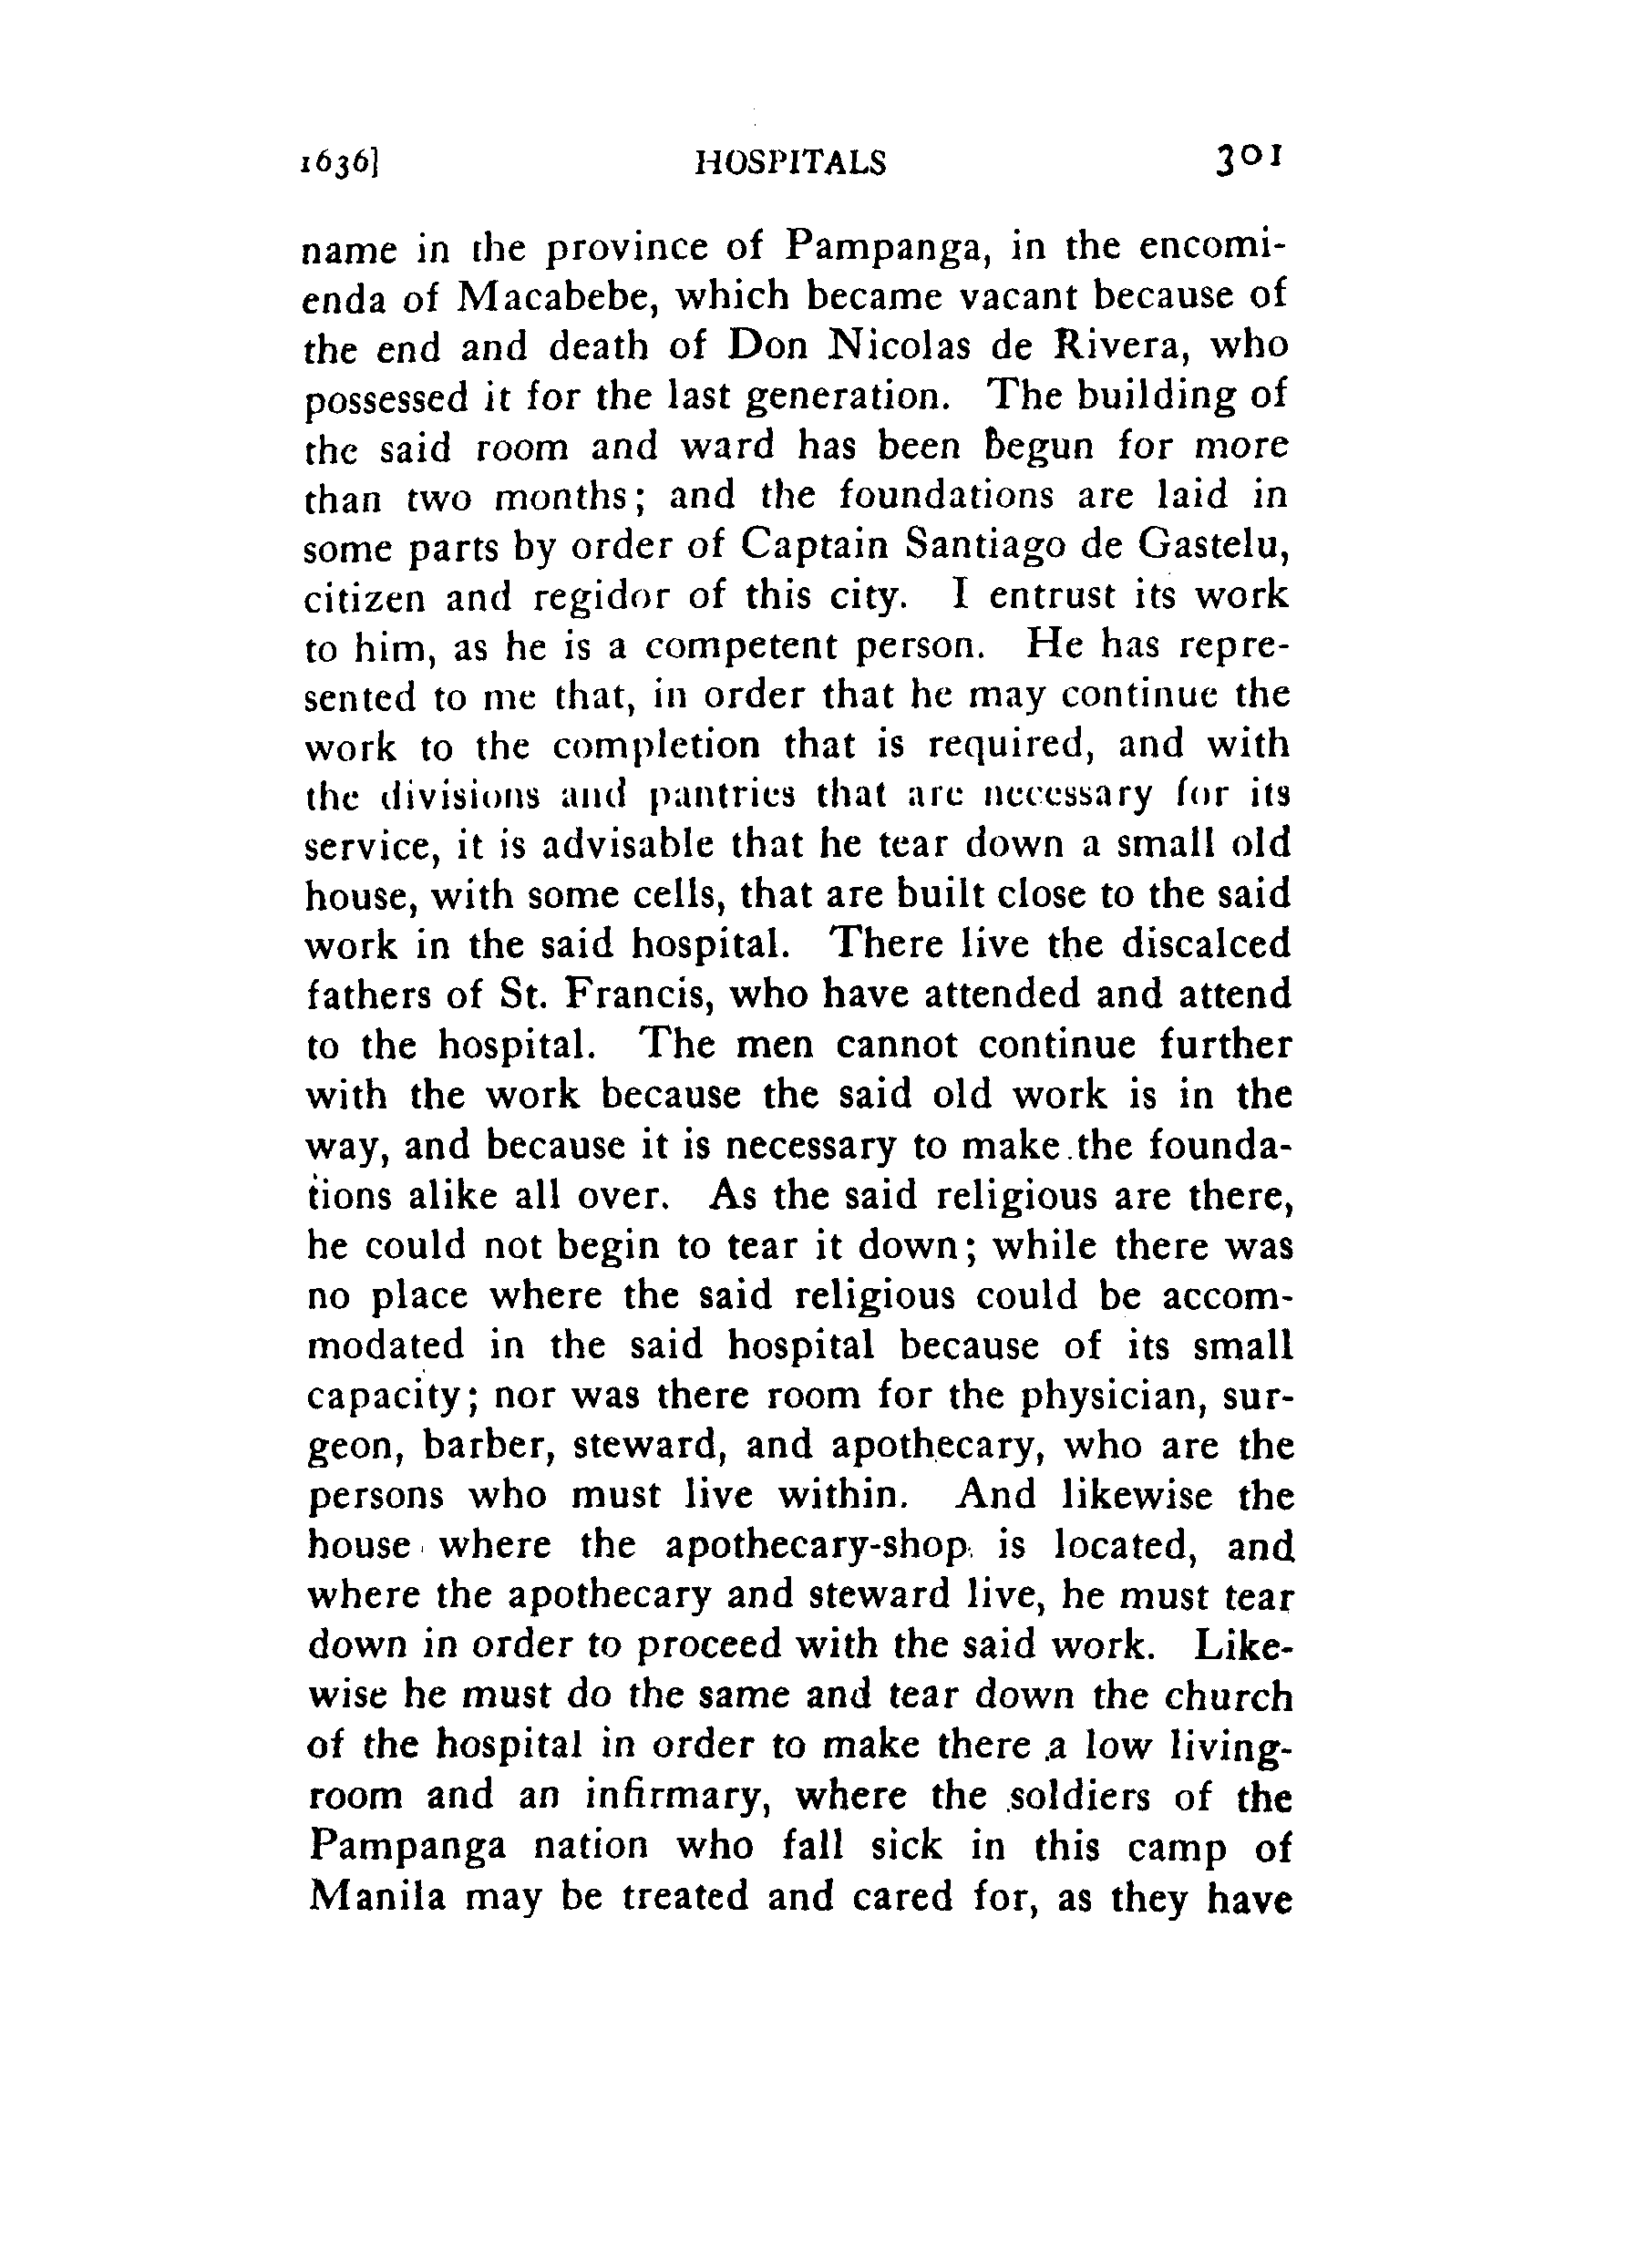 1636] HOSPITALS 301
name in the province of Pampanga, in the encomi-
enda of Macabebe, which became vacant because of
the end and death of Don Nicolas de Rivera, who
possessed it for the last generation. The building of
the said room and ward has been begun for more
than two months; and the foundations are laid in
some parts by order of Captain Santiago de Gastelu,
citizen and regidor of this city. I entrust its work
to him, as he is a competent person. He has repre-
sented to me that, in order that he may continue the
work to the completion that is required, and with
the divisions and pantries that are necessary for its
service, it is advisable that he tear down a small old
house, with some cells, that are built close to the said
work in the said hospital. There live the discalced
fathers of St. Francis, who have attended and attend
to the hospital. The men cannot continue further
with the work because the said old work is in the
way, and because it is necessary to make the founda-
tions alike all over. As the said religious are there,
he could not begin to tear it down; while there was
no place where the said religious could be accom-
modated in the said hospital because of its small
capacity; nor was there room for the physician, sur-
geon, barber, steward, and apothecary, who are the
persons who must live within. And likewise the
house where the apothecary-shop is located, and
where the apothecary and steward live, he must tear
down in order to proceed with the said work. Like-
wise he must do the same and tear down the church
of the hospital in order to make there a low living-
room and an infirmary, where the soldiers of the
Pampanga nation who fall sick in this camp of
Manila may be treated and cared for, as they have